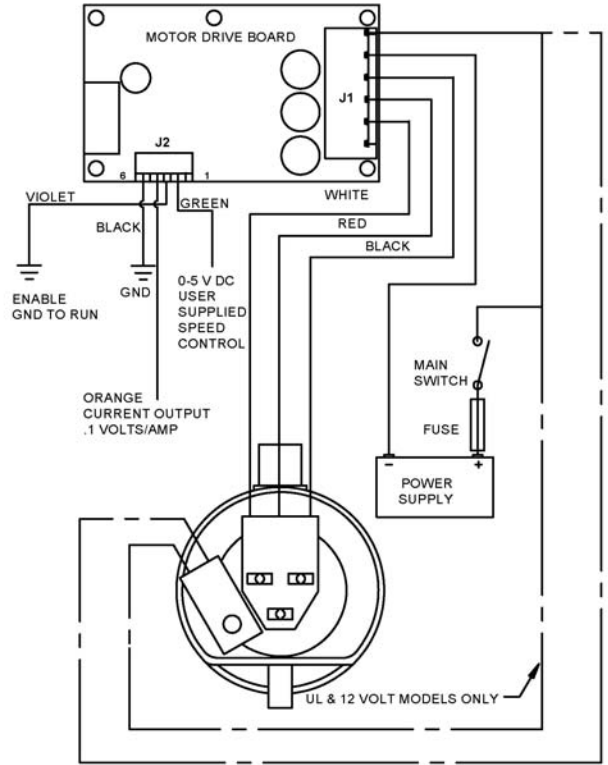 MOTOR DRIVE BOARD
J1
J2
6
1
VIOLET
GREEN
BLACK
WHITE
RED
BLACK
ENABLE
GND TO RUN
GND
0-5 V DC
USER
SUPPLIED
SPEED
CONTROL
ORANGE
CURRENT OUTPUT
.1 VOLTS/AMP
MAIN
SWITCH
FUSE
- +
POWER
SUPPLY
UL & 12 VOLT MODELS ONLY